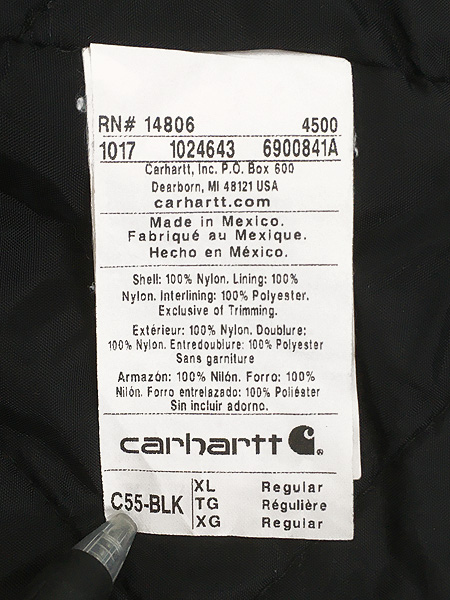 RN# 14806 4500
1017 1024643 6900841A
Carhartt, Inc. P.O. Box 600
Dearborn, MI 48121 USA
carhartt.com
Made in Mexico.
Fabriqué au Mexique.
Hecho en México.
Shell: 100% Nylon. Lining: 100%
Nylon. Interlining: 100% Polyester.
Exclusive of Trimming.
Extérieur: 100% Nylon. Doublure:
100% Nylon. Entredoublure: 100% Polyester
Sans garniture
Armazón: 100% Nilón. Forro: 100%
Nilón. Forro entrelazado: 100% Poliéster
Sin incluir adorno.
carhartt
C55-BLK
XL Regular
TG Régulière
XG Regular